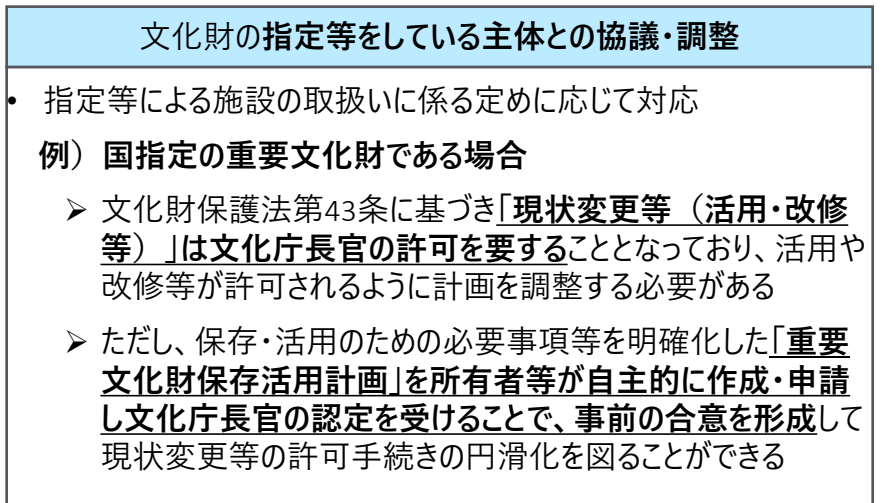 文化財の指定等をしている主体との協議・調整
• 指定等による施設の取扱いに係る定めに応じて対応
例）国指定の重要文化財である場合
➢ 文化財保護法第43条に基づき「現状変更等（活用・改修
等）」は文化庁長官の許可を要することとなっており、活用や
改修等が許可されるように計画を調整する必要がある
➢ ただし、保存・活用のための必要事項等を明確化した「重要
文化財保存活用計画」を所有者等が自主的に作成・申請
し文化庁長官の認定を受けることで、事前の合意を形成して
現状変更等の許可手続きの円滑化を図ることができる